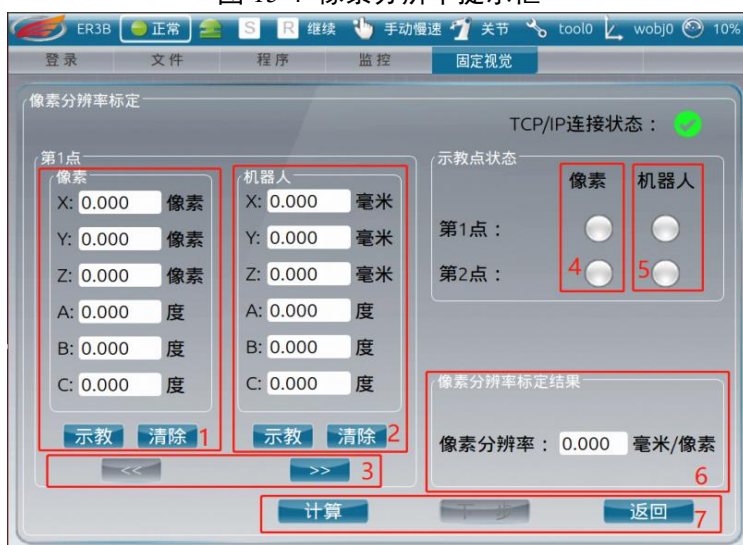 ER3B 正常 S R 继续 手动慢速 关节 tool0 wobj0 10%
登录 文件 程序 监控 固定视觉
像素分辨率标定
TCP/IP连接状态：
第1点
像素
X: 0.000 像素
Y: 0.000 像素
Z: 0.000 像素
A: 0.000 度
B: 0.000 度
C: 0.000 度
示教 清除 1
机器人
X: 0.000 毫米
Y: 0.000 毫米
Z: 0.000 毫米
A: 0.000 度
B: 0.000 度
C: 0.000 度
示教 清除 2
<< >> 3
示教点状态
像素 机器人
第1点：
第2点： 4 5
像素分辨率标定结果
像素分辨率： 0.000 毫米/像素
6
计算 下一步 返回 7